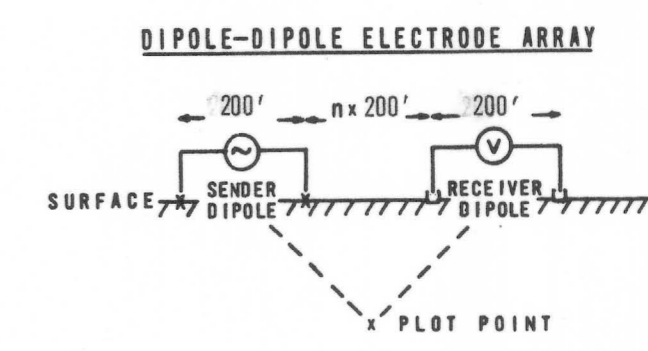 DIPOLE-DIPOLE ELECTRODE ARRAY
200' n x 200' 200'
~ V
SURFACE x SENDER x RECEIVER
DIPOLE DIPOLE
x PLOT POINT